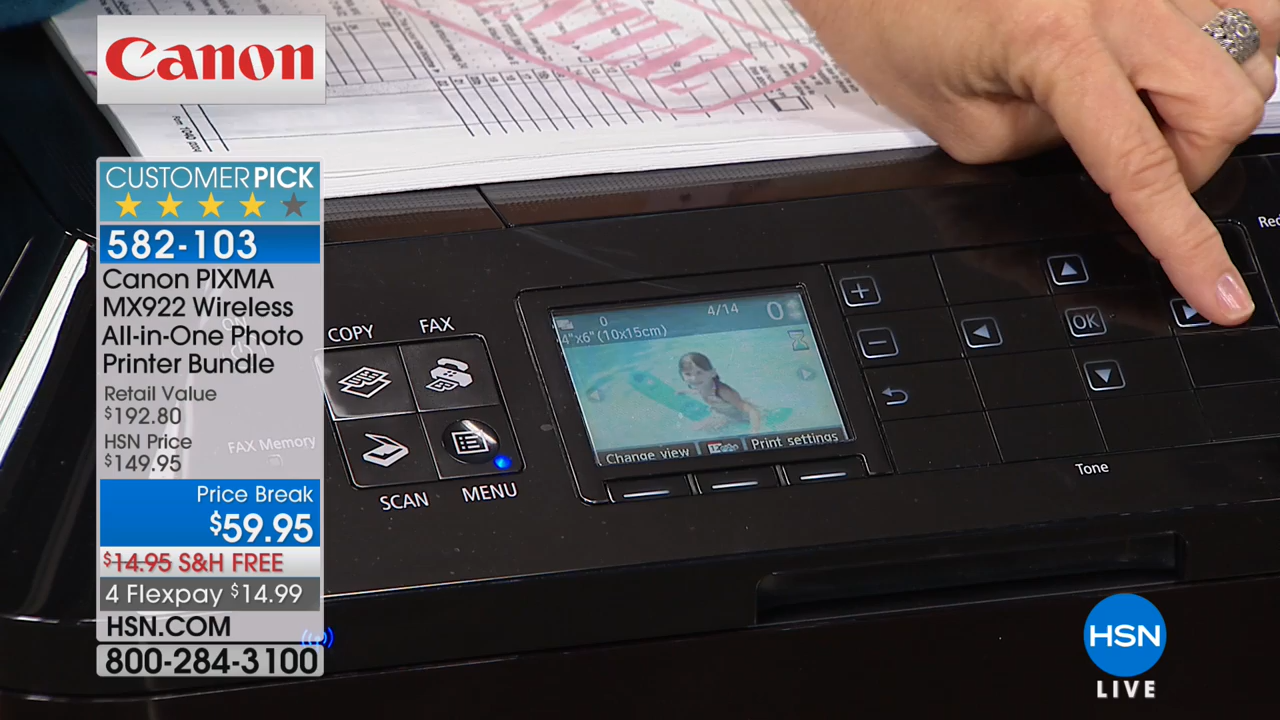 Canon
CUSTOMER PICK
582-103
Canon PIXMA
MX922 Wireless
All-in-One Photo
Printer Bundle
Retail Value
$192.80
HSN Price
$149.95
Price Break
$59.95
$14.95 S&H FREE
4 Flexpay $14.99
HSN.COM
800-284-3100
Form 1040
COPY
FAX
FAX Memory
SCAN
MENU
0
4/14
0
4"x6"(10x15cm)
Change view
Print settings
OK
Tone
HSN
LIVE